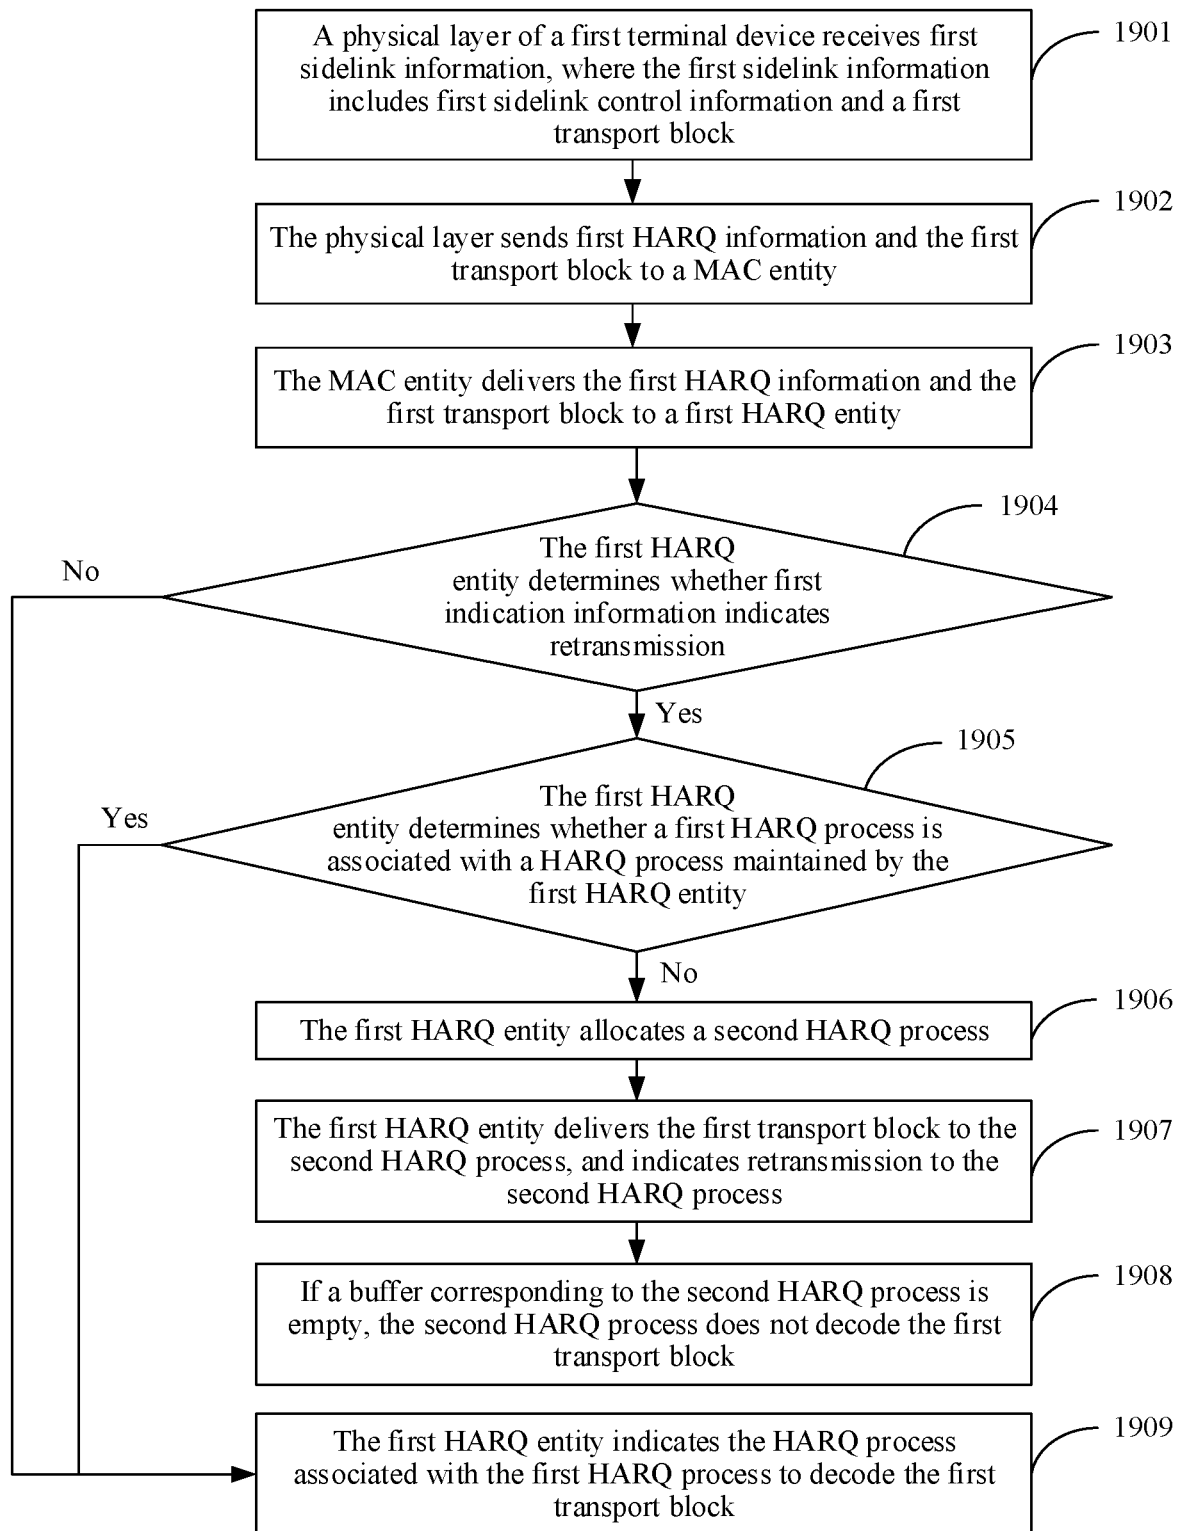 A physical layer of a first terminal device receives first
sidelink information, where the first sidelink information
includes first sidelink control information and a first
transport block
1901
The physical layer sends first HARQ information and the first
transport block to a MAC entity
1902
The MAC entity delivers the first HARQ information and the
first transport block to a first HARQ entity
1903
The first HARQ
entity determines whether first
indication information indicates
retransmission
1904
No
Yes
The first HARQ
entity determines whether a first HARQ process is
associated with a HARQ process maintained by the
first HARQ entity
1905
Yes
No
The first HARQ entity allocates a second HARQ process
1906
The first HARQ entity delivers the first transport block to the
second HARQ process, and indicates retransmission to the
second HARQ process
1907
If a buffer corresponding to the second HARQ process is
empty, the second HARQ process does not decode the first
transport block
1908
The first HARQ entity indicates the HARQ process
associated with the first HARQ process to decode the first
transport block
1909